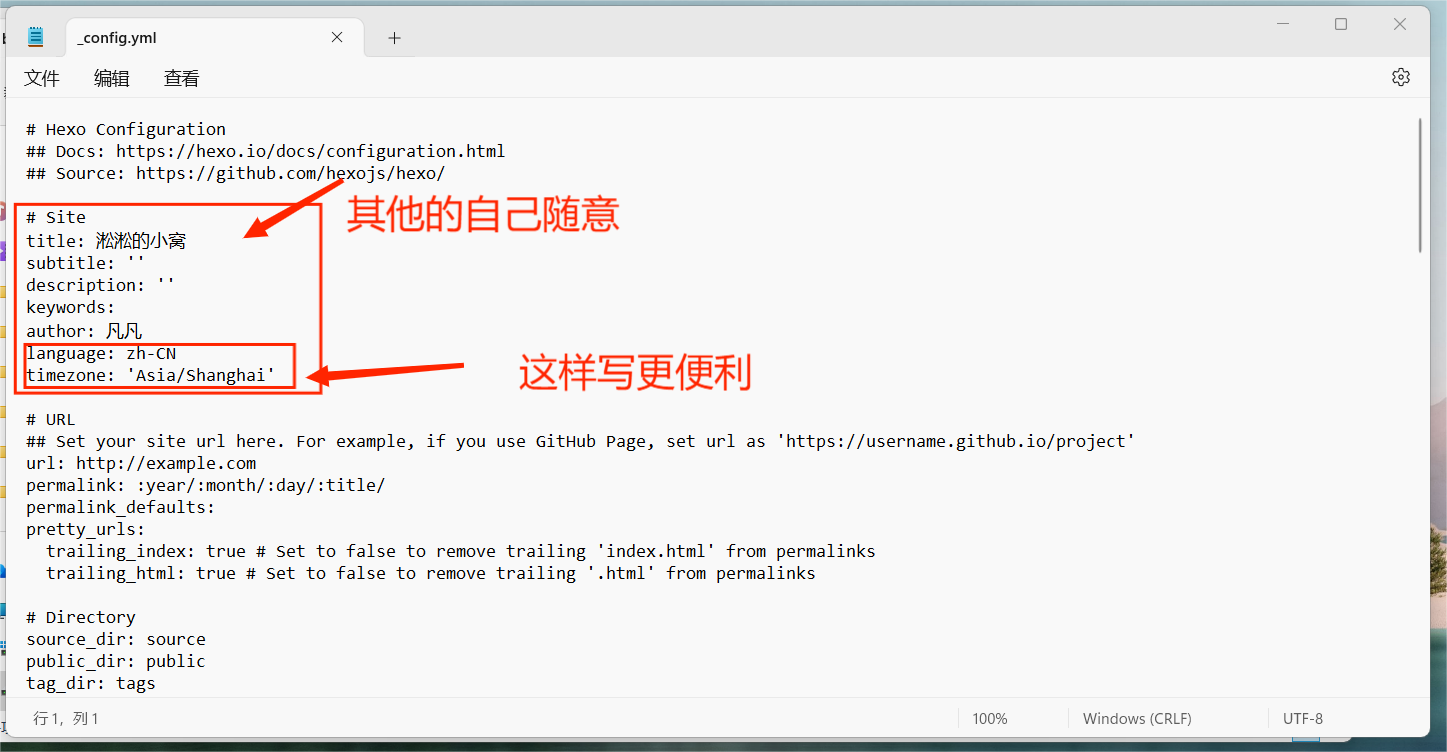 _config.yml
文件 编辑 查看
# Hexo Configuration
## Docs: https://hexo.io/docs/configuration.html
## Source: https://github.com/hexojs/hexo/
# Site
其他的自己随意
title: 淞淞的小窝
subtitle: ''
description: ''
keywords:
author: 凡凡
language: zh-CN
这样写更便利
timezone: 'Asia/Shanghai'
# URL
## Set your site url here. For example, if you use GitHub Page, set url as 'https://username.github.io/project'
url: http://example.com
permalink: :year/:month/:day/:title/
permalink_defaults:
pretty_urls:
  trailing_index: true # Set to false to remove trailing 'index.html' from permalinks
  trailing_html: true # Set to false to remove trailing '.html' from permalinks
# Directory
source_dir: source
public_dir: public
tag_dir: tags
行 1，列 1 100% Windows (CRLF) UTF-8